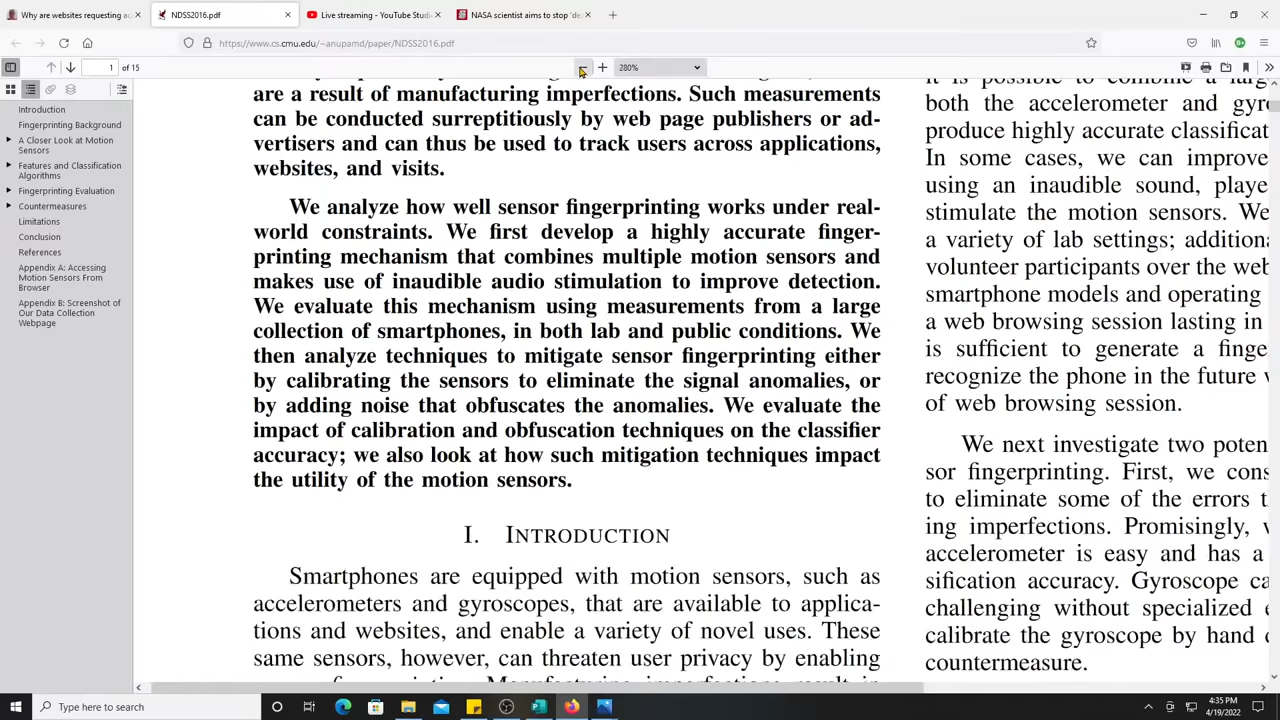 Why are websites requesting ac
NDSS2016.pdf
Live streaming - YouTube Studi
NASA scientist aims to stop 'de
https://www.cs.cmu.edu/~anupamd/paper/NDSS2016.pdf
1 of 15
280%
Introduction
Fingerprinting Background
A Closer Look at Motion
Sensors
Features and Classification
Algorithms
Fingerprinting Evaluation
Countermeasures
Limitations
Conclusion
References
Appendix A: Accessing
Motion Sensors From
Browser
Appendix B: Screenshot of
Our Data Collection
Webpage
are a result of manufacturing imperfections. Such measurements
can be conducted surreptitiously by web page publishers or ad-
vertisers and can thus be used to track users across applications,
websites, and visits.
We analyze how well sensor fingerprinting works under real-
world constraints. We first develop a highly accurate finger-
printing mechanism that combines multiple motion sensors and
makes use of inaudible audio stimulation to improve detection.
We evaluate this mechanism using measurements from a large
collection of smartphones, in both lab and public conditions. We
then analyze techniques to mitigate sensor fingerprinting either
by calibrating the sensors to eliminate the signal anomalies, or
by adding noise that obfuscates the anomalies. We evaluate the
impact of calibration and obfuscation techniques on the classifier
accuracy; we also look at how such mitigation techniques impact
the utility of the motion sensors.
I. INTRODUCTION
Smartphones are equipped with motion sensors, such as
accelerometers and gyroscopes, that are available to applica-
tions and websites, and enable a variety of novel uses. These
same sensors, however, can threaten user privacy by enabling
it is possible to combine a larg
both the accelerometer and gyro
produce highly accurate classificat
In some cases, we can improve
using an inaudible sound, playe
stimulate the motion sensors. We
a variety of lab settings; additiona
volunteer participants over the web
smartphone models and operating
a web browsing session lasting in
is sufficient to generate a finge
recognize the phone in the future v
of web browsing session.
We next investigate two poten
sor fingerprinting. First, we cons
to eliminate some of the errors t
ing imperfections. Promisingly, v
accelerometer is easy and has a
sification accuracy. Gyroscope ca
challenging without specialized e
calibrate the gyroscope by hand
countermeasure.
Type here to search
4:35 PM
4/19/2022